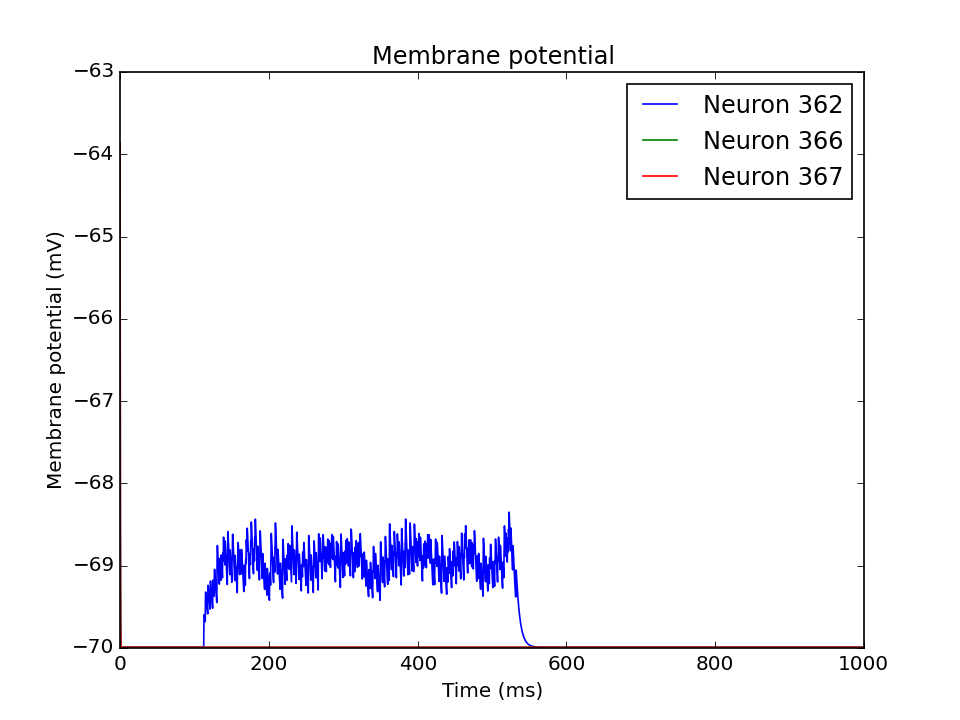 Membrane potential
−63
−64
−65
−66
−67
−68
−69
−70
Membrane potential (mV)
Neuron 362
Neuron 366
Neuron 367
0 200 400 600 800 1000
Time (ms)